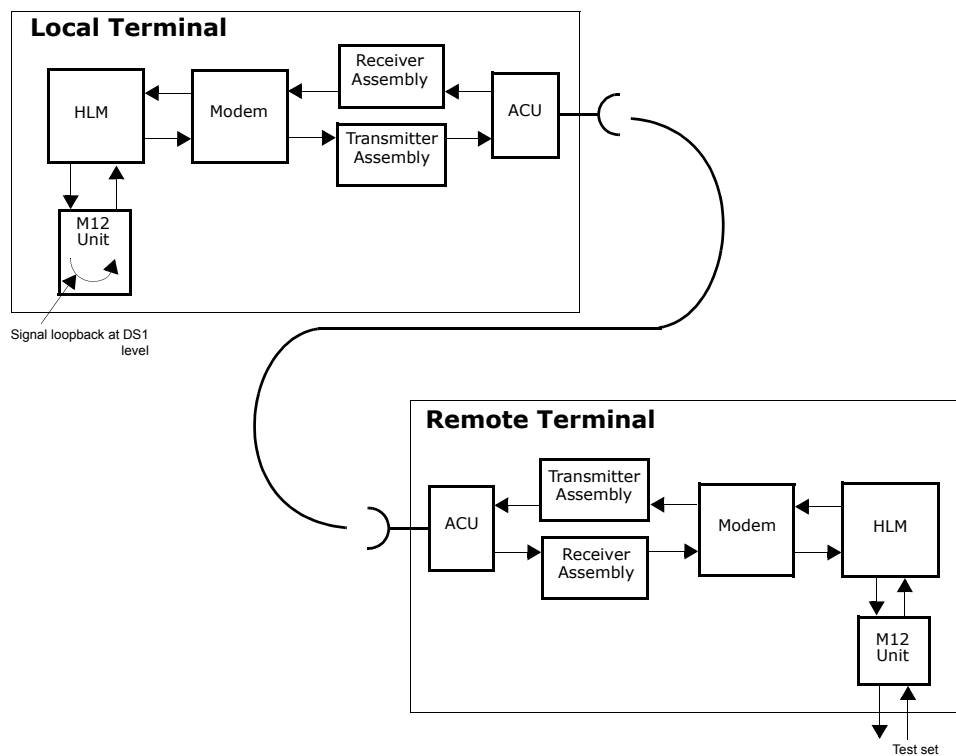 Local Terminal
Receiver
Assembly
HLM
Modem
ACU
Transmitter
Assembly
M12
Unit
Signal loopback at DS1
level
Remote Terminal
Transmitter
Assembly
ACU
Modem
HLM
Receiver
Assembly
M12
Unit
Test set